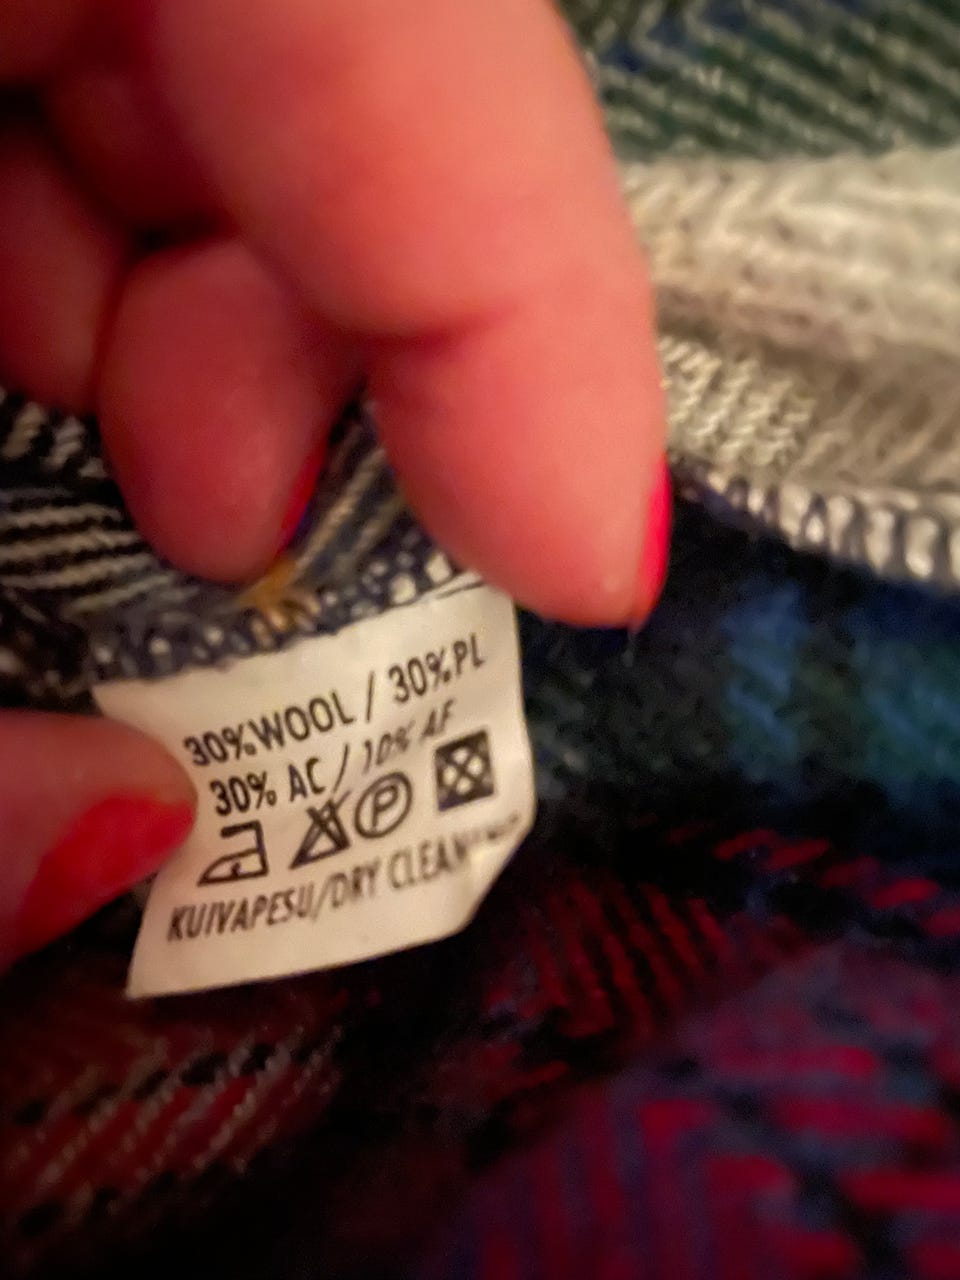 30%WOOL / 30%PL
30% AC / 10% AF
P
KUIVAPESU/DRY CLEAN